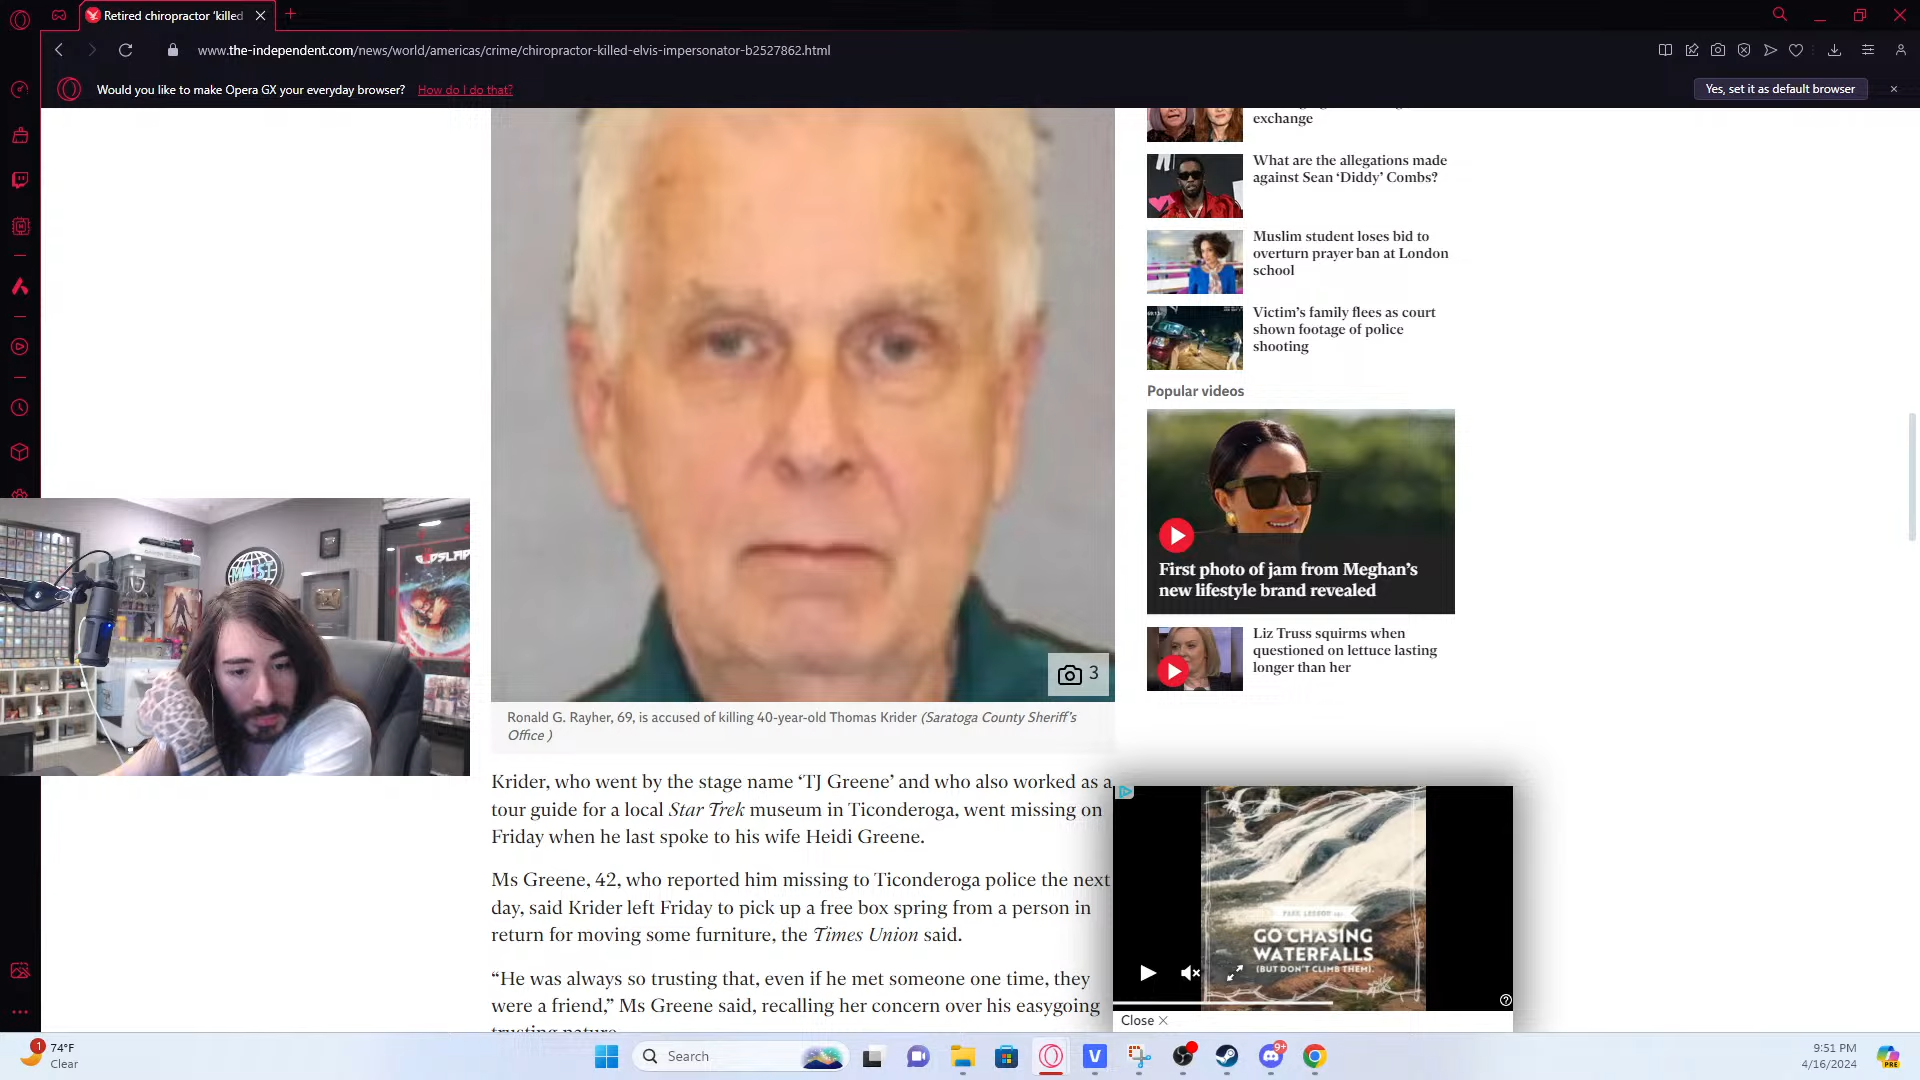 Retired chiropractor ‘killed
www.the-independent.com/news/world/americas/crime/chiropractor-killed-elvis-impersonator-b2527862.html
Would you like to make Opera GX your everyday browser? How do I do that?
Yes, set it as default browser
exchange
What are the allegations made
against Sean ‘Diddy’ Combs?
Muslim student loses bid to
overturn prayer ban at London
school
Victim’s family flees as court
shown footage of police
shooting
Popular videos
First photo of jam from Meghan’s
new lifestyle brand revealed
Liz Truss squirms when
questioned on lettuce lasting
longer than her
3
Ronald G. Rayher, 69, is accused of killing 40-year-old Thomas Krider (Saratoga County Sheriff’s
Office )
Krider, who went by the stage name ‘TJ Greene’ and who also worked as a
tour guide for a local Star Trek museum in Ticonderoga, went missing on
Friday when he last spoke to his wife Heidi Greene.
Ms Greene, 42, who reported him missing to Ticonderoga police the next
day, said Krider left Friday to pick up a free box spring from a person in
return for moving some furniture, the Times Union said.
“He was always so trusting that, even if he met someone one time, they
were a friend,” Ms Greene said, recalling her concern over his easygoing
trusting nature
MOIST
GO CHASING
WATERFALLS
(BUT DON'T CLIMB THEM).
Close
1
74°F
Clear
Search
V
9+
9:51 PM
4/16/2024
PRE